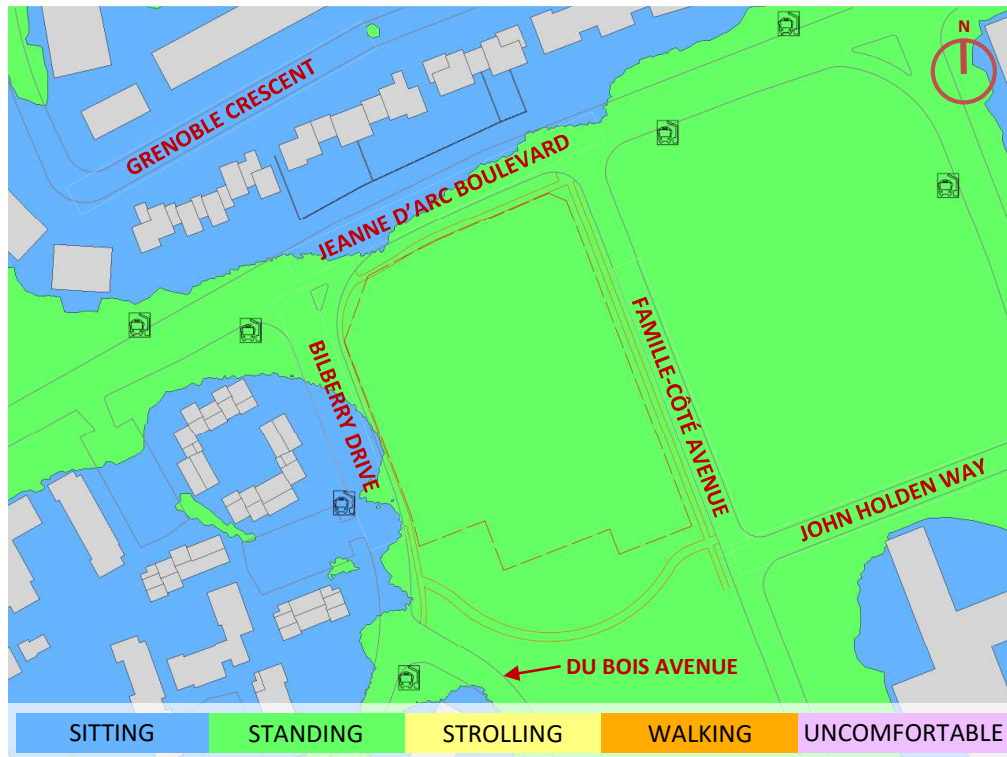 N
GRENOBLE CRESCENT
JEANNE D'ARC BOULEVARD
BILBERRY DRIVE
FAMILLE-CÔTÉ AVENUE
JOHN HOLDEN WAY
DU BOIS AVENUE
SITTING STANDING STROLLING WALKING UNCOMFORTABLE